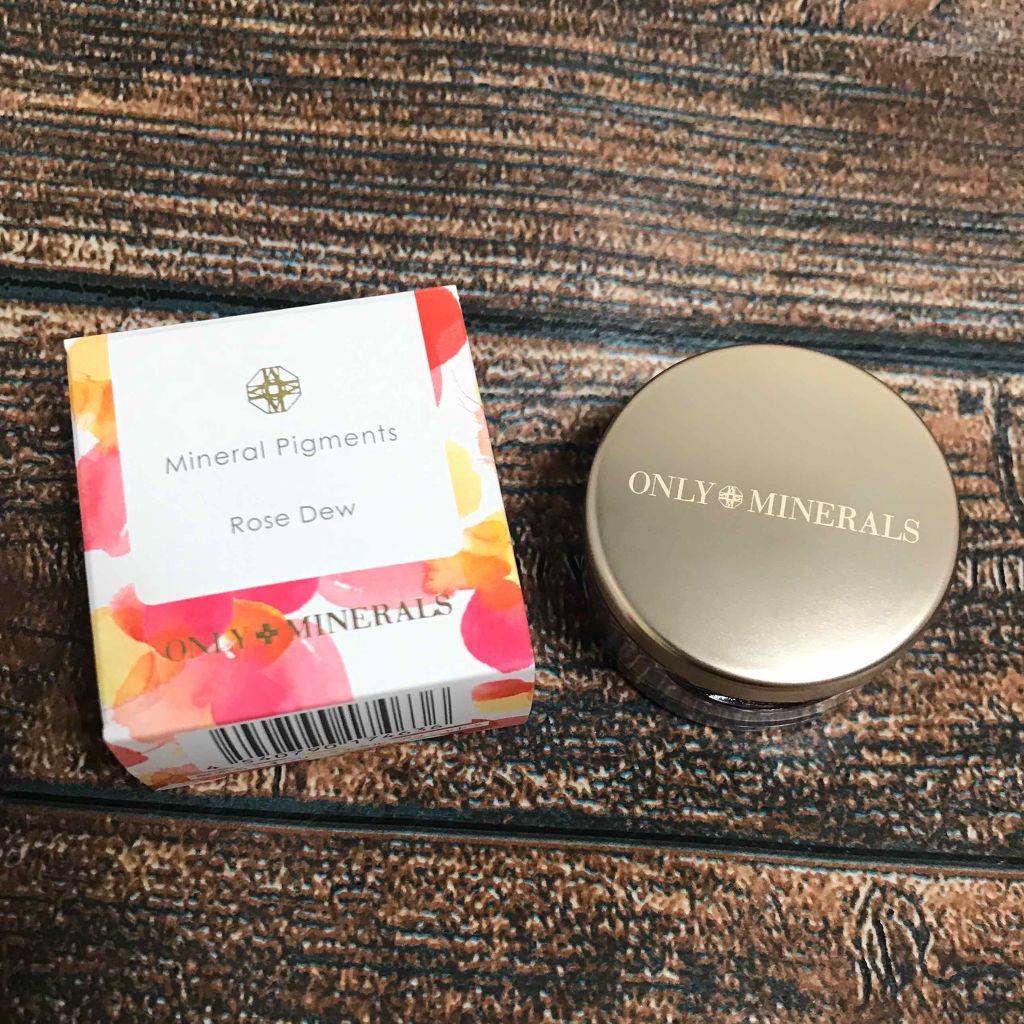 Mineral Pigments
Rose Dew
ONLY MINERALS
ONLY MINERALS